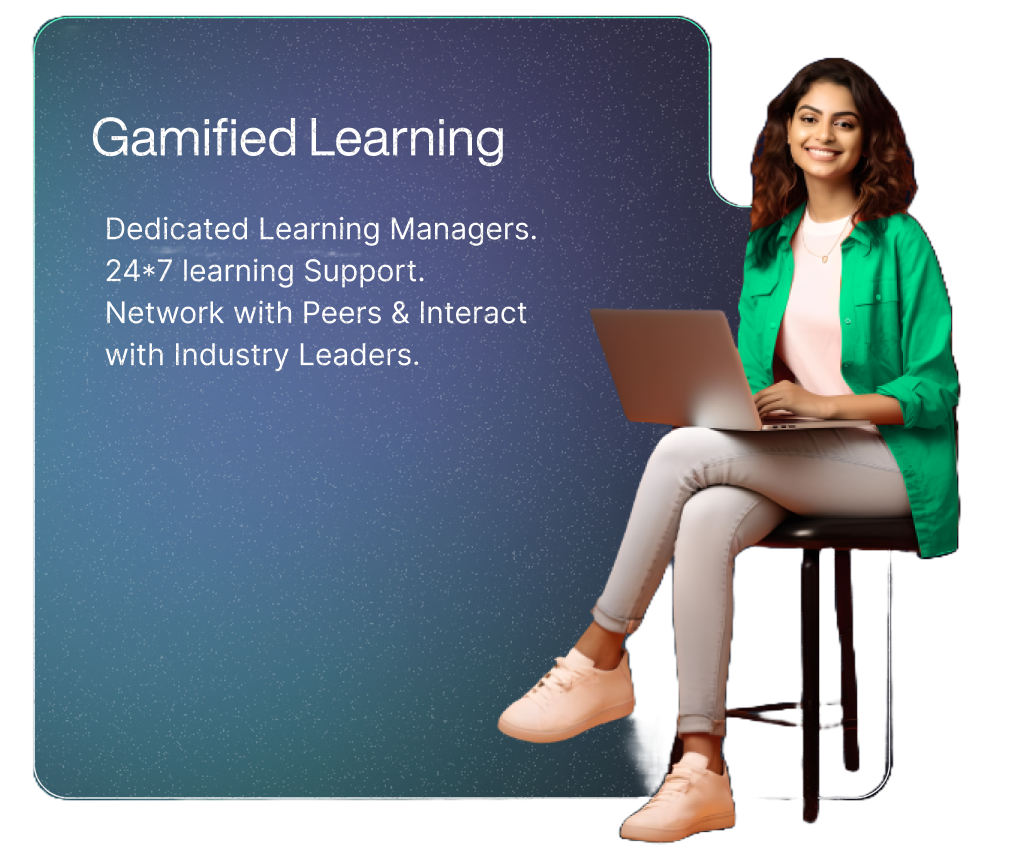 Gamified Learning
Dedicated Learning Managers.
24*7 learning Support.
Network with Peers & Interact
with Industry Leaders.